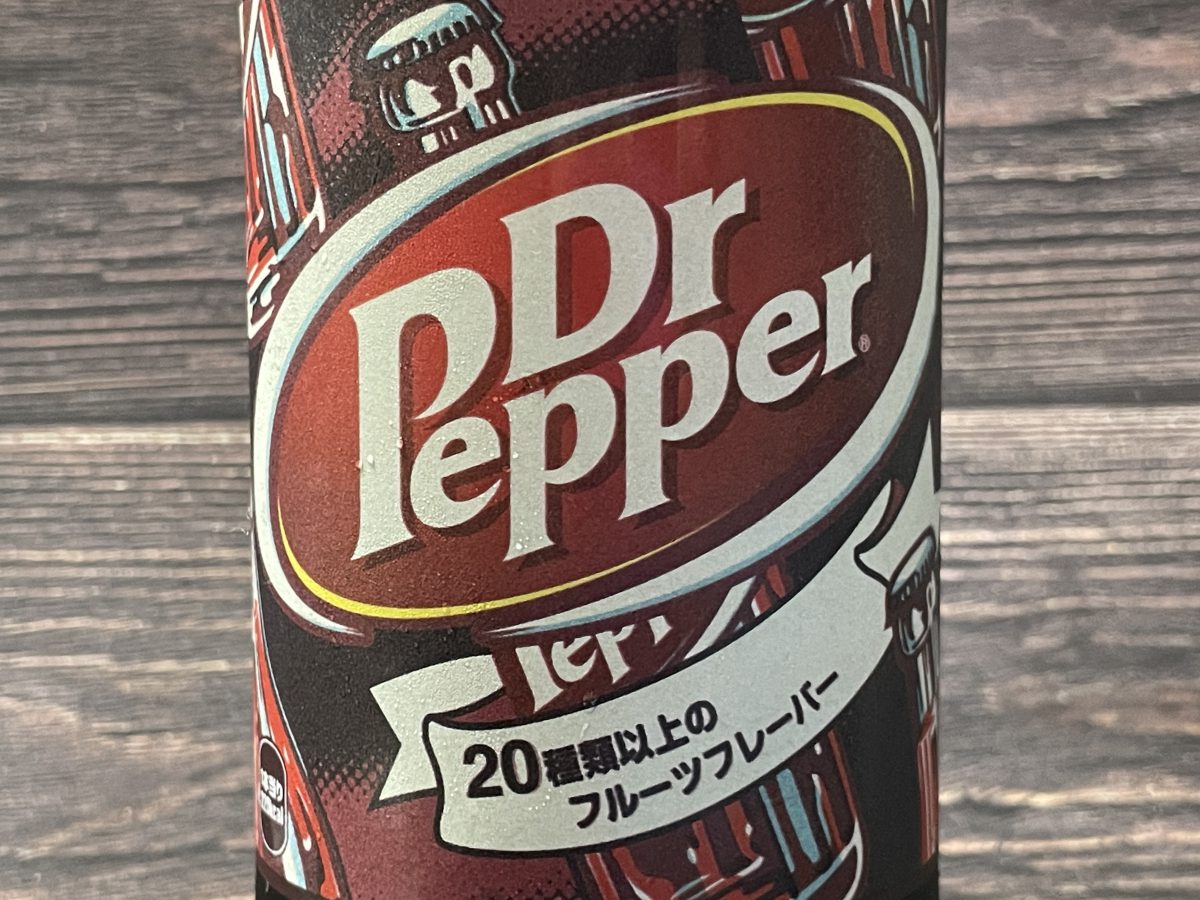 Dr
Pepper®
20種類以上の
フルーツフレーバー